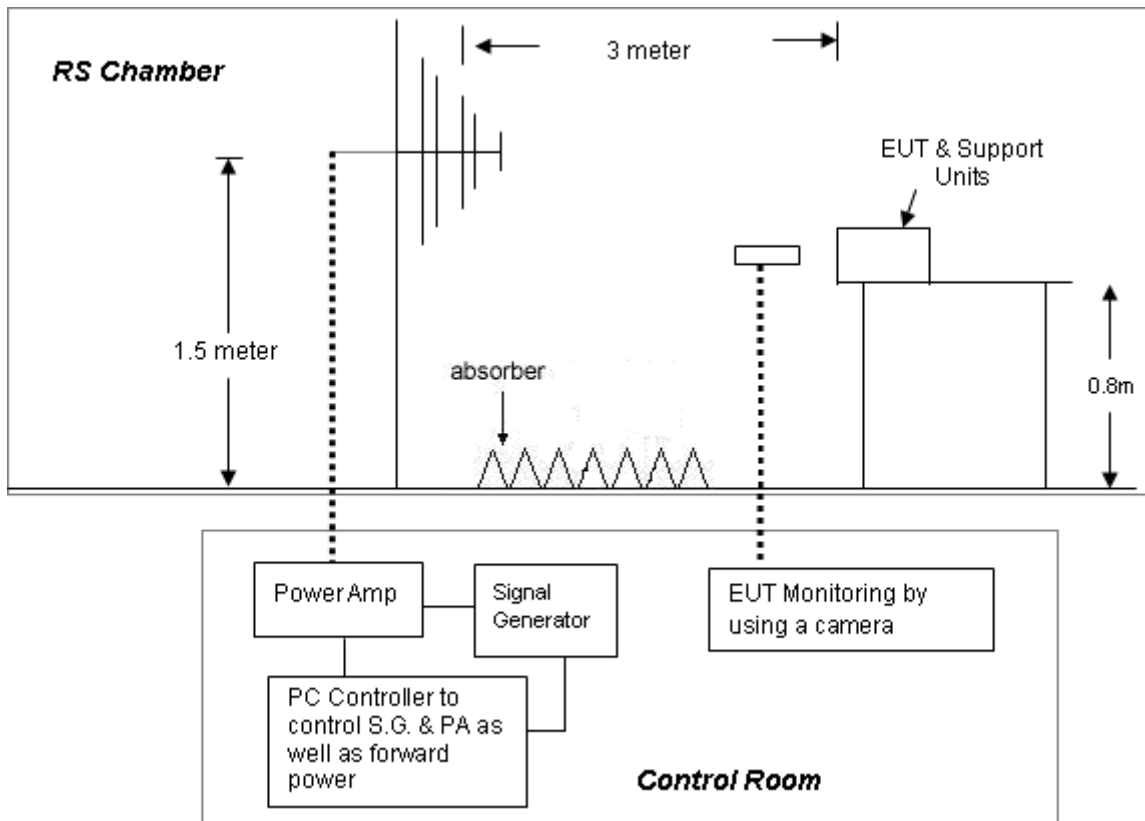 3 meter
RS Chamber
EUT & Support
Units
1.5 meter
absorber
0.8m
Power Amp
Signal
Generator
EUT Monitoring by
using a camera
PC Controller to
control S.G. & PA as
well as forward
power
Control Room